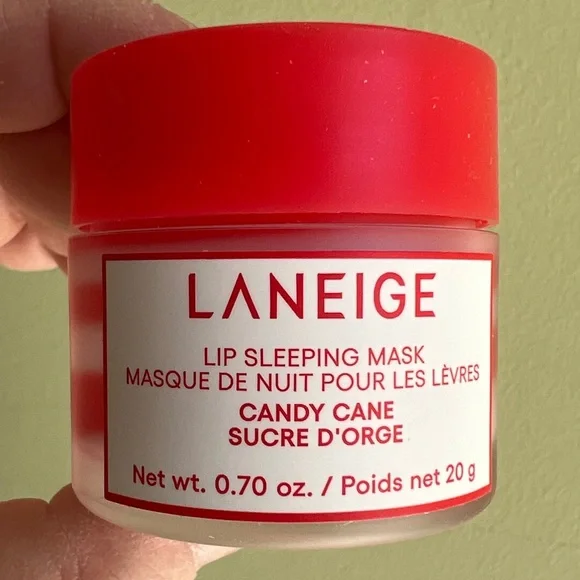 LANEIGE
LIP SLEEPING MASK
MASQUE DE NUIT POUR LES LÈVRES
CANDY CANE
SUCRE D'ORGE
Net wt. 0.70 oz. / Poids net 20 g